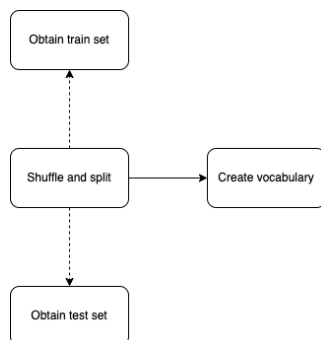 Obtain train set
Shuffle and split
Create vocabulary
Obtain test set